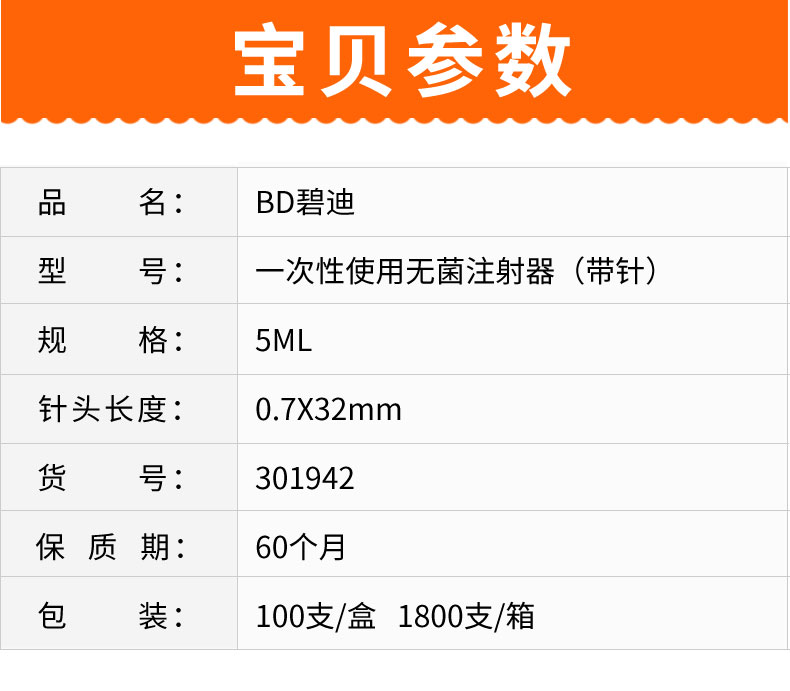 宝贝参数
品名： BD碧迪
型号： 一次性使用无菌注射器（带针）
规格： 5ML
针头长度： 0.7X32mm
货号： 301942
保质期： 60个月
包装： 100支/盒 1800支/箱